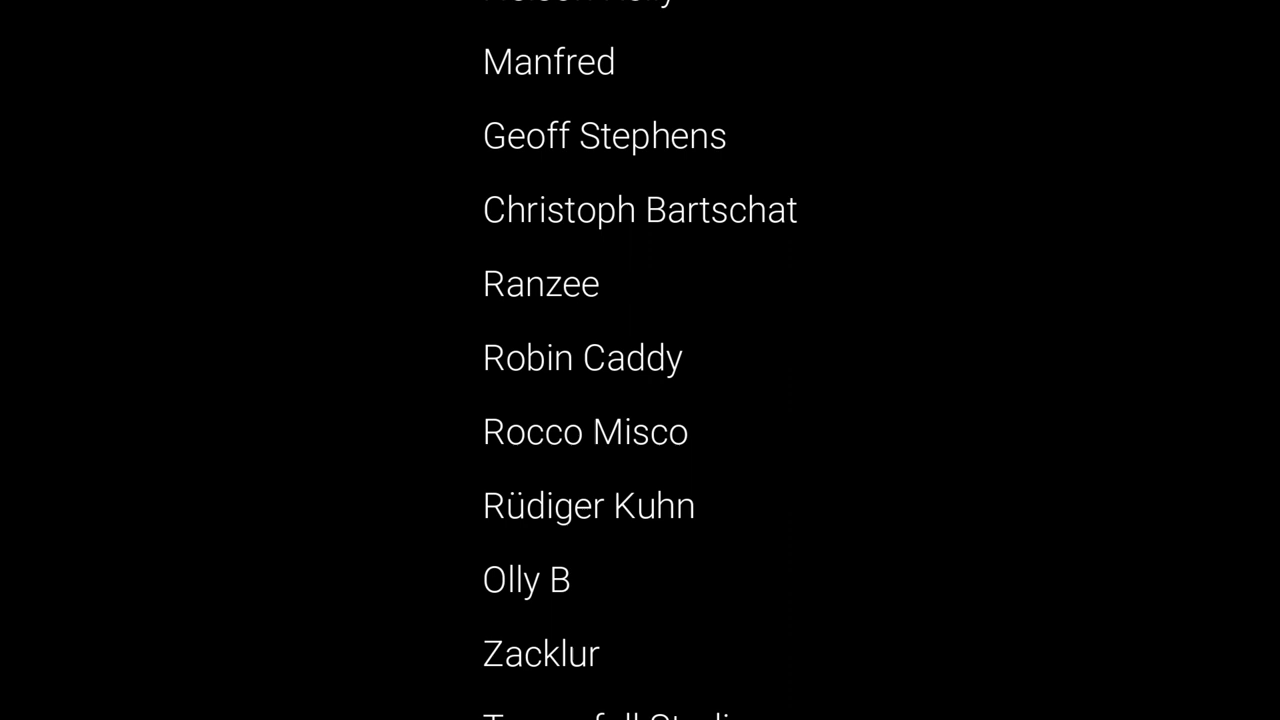 Manfred
Geoff Stephens
Christoph Bartschat
Ranzee
Robin Caddy
Rocco Misco
Rüdiger Kuhn
Olly B
Zacklur